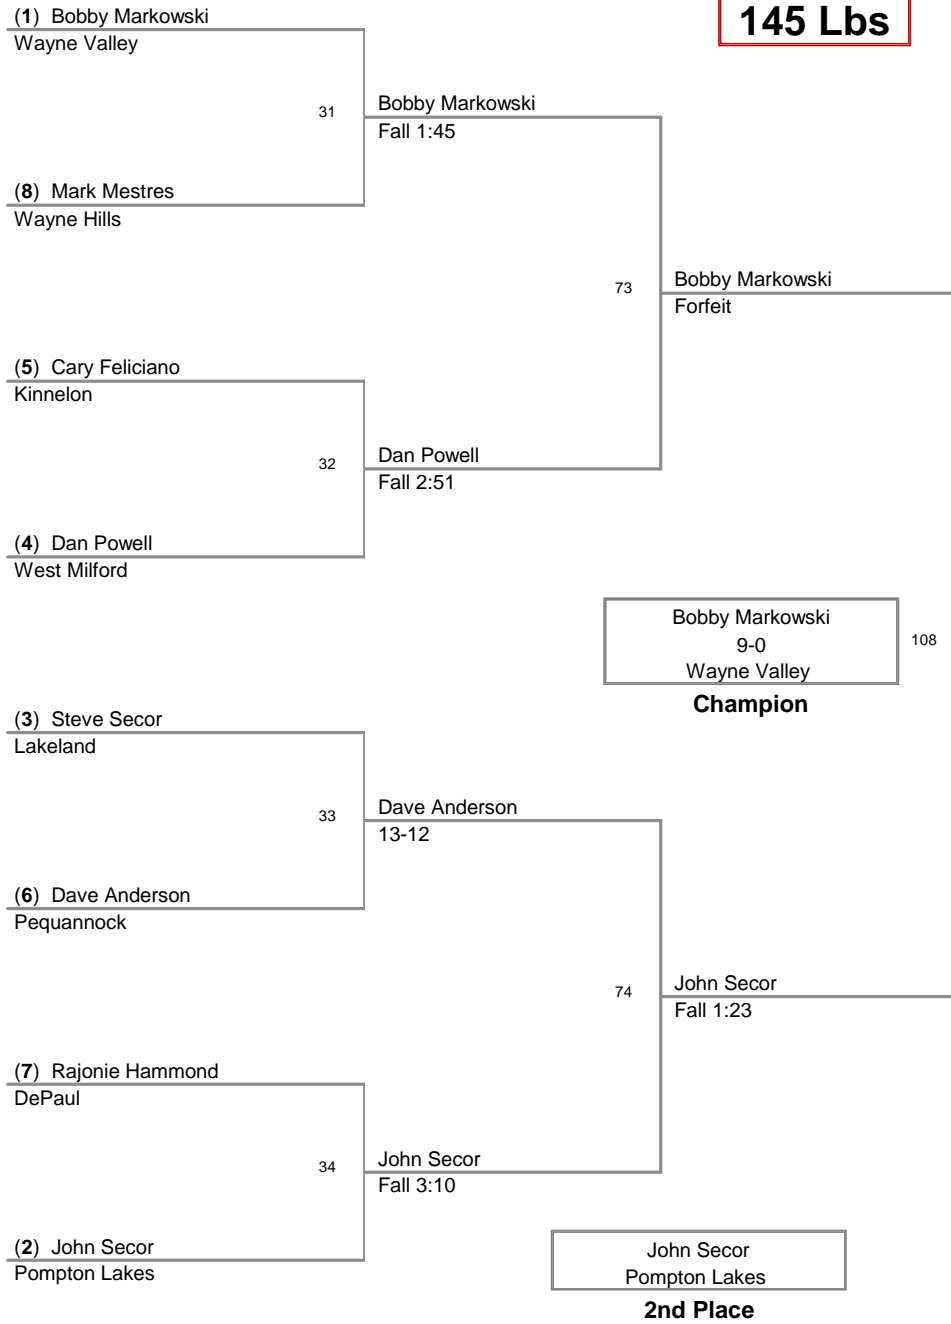 145 Lbs
(1) Bobby Markowski
Wayne Valley
31
Bobby Markowski
Fall 1:45
(8) Mark Mestres
Wayne Hills
73
Bobby Markowski
Forfeit
(5) Cary Feliciano
Kinnelon
32
Dan Powell
Fall 2:51
(4) Dan Powell
West Milford
Bobby Markowski
9-0
Wayne Valley
108
Champion
(3) Steve Secor
Lakeland
33
Dave Anderson
13-12
(6) Dave Anderson
Pequannock
74
John Secor
Fall 1:23
(7) Rajonie Hammond
DePaul
34
John Secor
Fall 3:10
(2) John Secor
Pompton Lakes
John Secor
Pompton Lakes
2nd Place